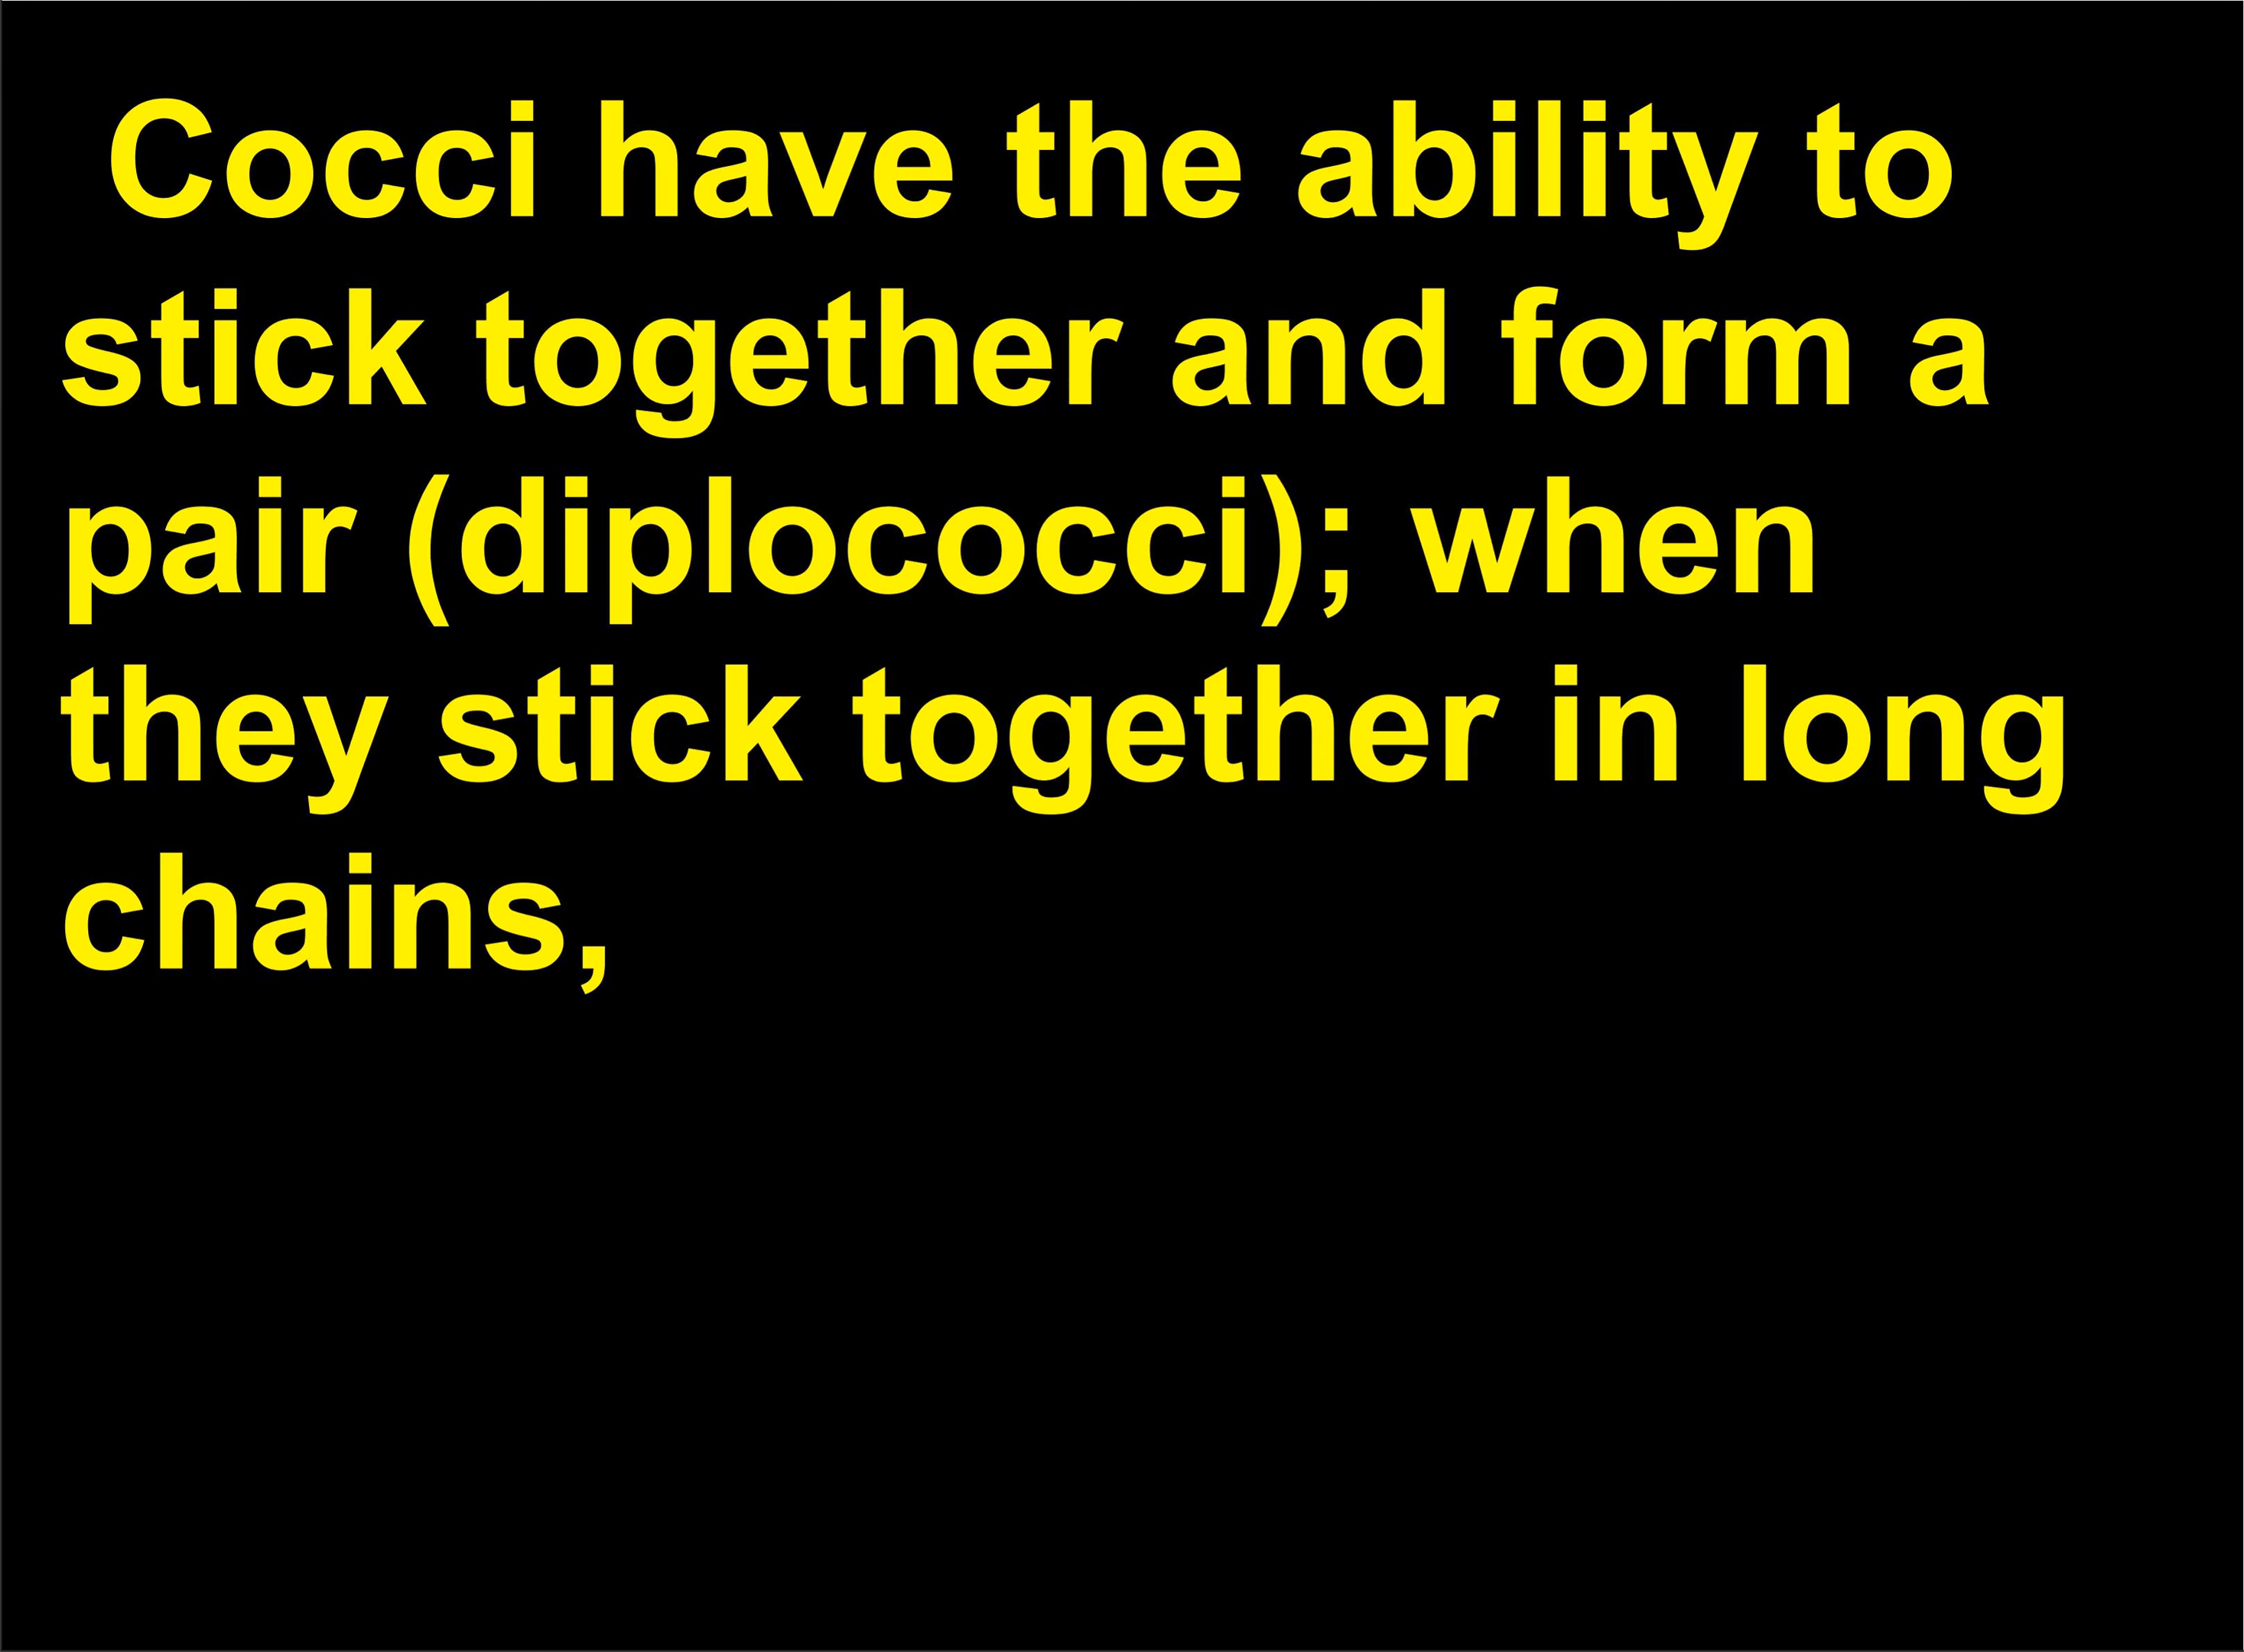 Cocci have the ability to
stick together and form a
pair (diplococci); when
they stick together in long
chains,